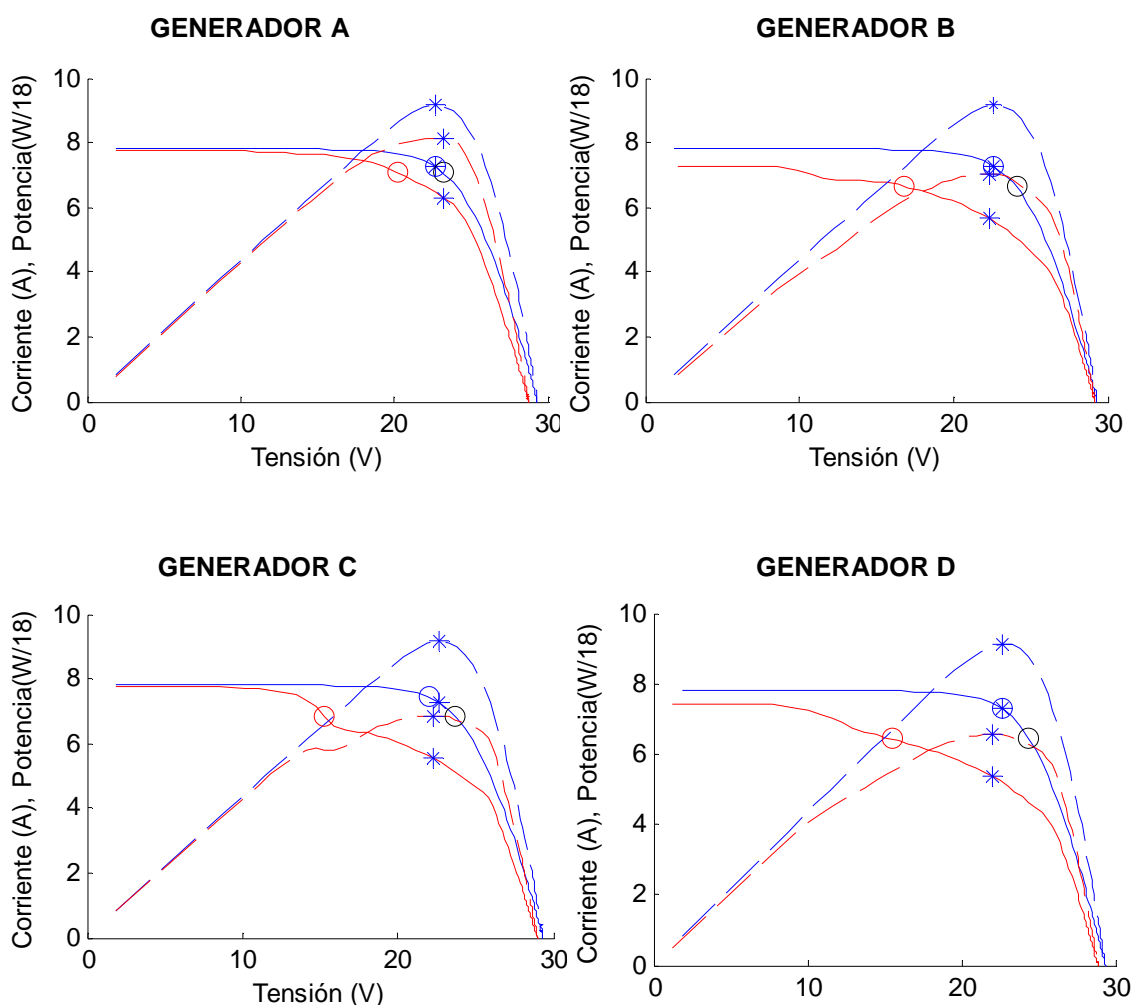 GENERADOR A
Corriente (A), Potencia(W/18)
10
8
6
4
2
0
0 10 20 30
Tensión (V)
GENERADOR B
Corriente (A), Potencia(W/18)
10
8
6
4
2
0
0 10 20 30
Tensión (V)
GENERADOR C
Corriente (A), Potencia(W/18)
10
8
6
4
2
0
0 10 20 30
Tensión (V)
GENERADOR D
Corriente (A), Potencia(W/18)
10
8
6
4
2
0
0 10 20 30